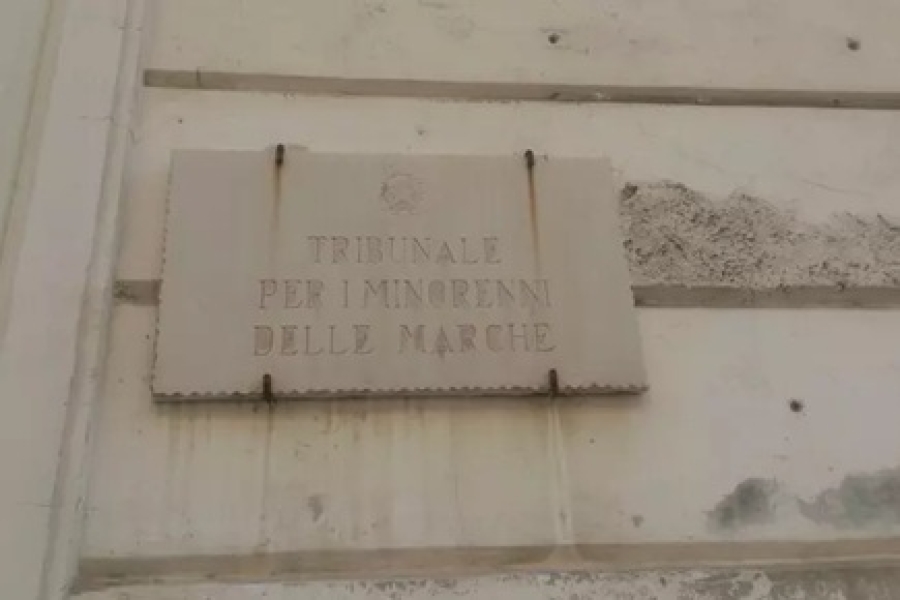 TRIBUNALE
PER I MINORENNI
DELLE MARCHE